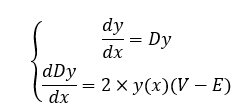 dy/dx = Dy
dDy/dx = 2 × y(x)(V − E)